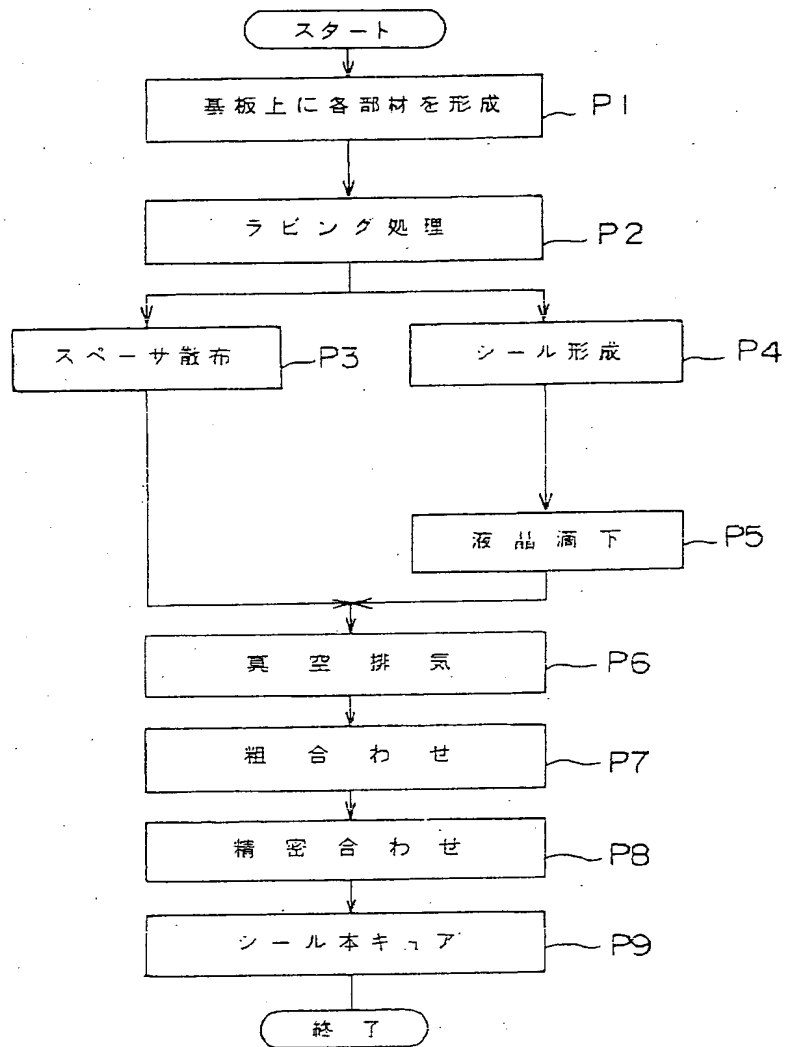 スタート
基板上に各部材を形成
P1
ラビング処理
P2
スペーサ散布
P3
シール形成
P4
液晶滴下
P5
真空排気
P6
粗合わせ
P7
精密合わせ
P8
シール本キュア
P9
終了